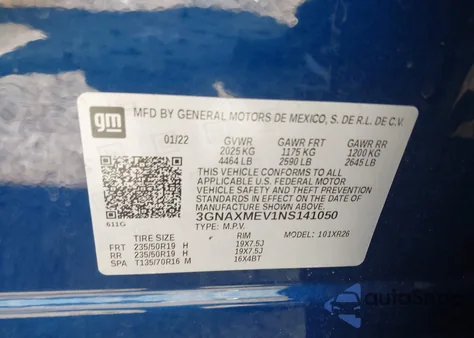 gm
MFD BY GENERAL MOTORS DE MEXICO, S. DE R.L. DE C.V.
01/22 GVWR GAWR FRT GAWR RR
2025 KG 1175 KG 1200 KG
4464 LB 2590 LB 2645 LB
THIS VEHICLE CONFORMS TO ALL
APPLICABLE U.S. FEDERAL MOTOR
VEHICLE SAFETY AND THEFT PREVENTION
STANDARDS IN EFFECT ON THE DATE OF
MANUFACTURE SHOWN ABOVE.
3GNAXMEV1NS141050
611G TYPE: M.P.V. MODEL: 101XR26
TIRE SIZE RIM
FRT 235/50R19 H 19X7.5J
RR 235/50R19 H 19X7.5J
SPA T135/70R16 M 16X4BT